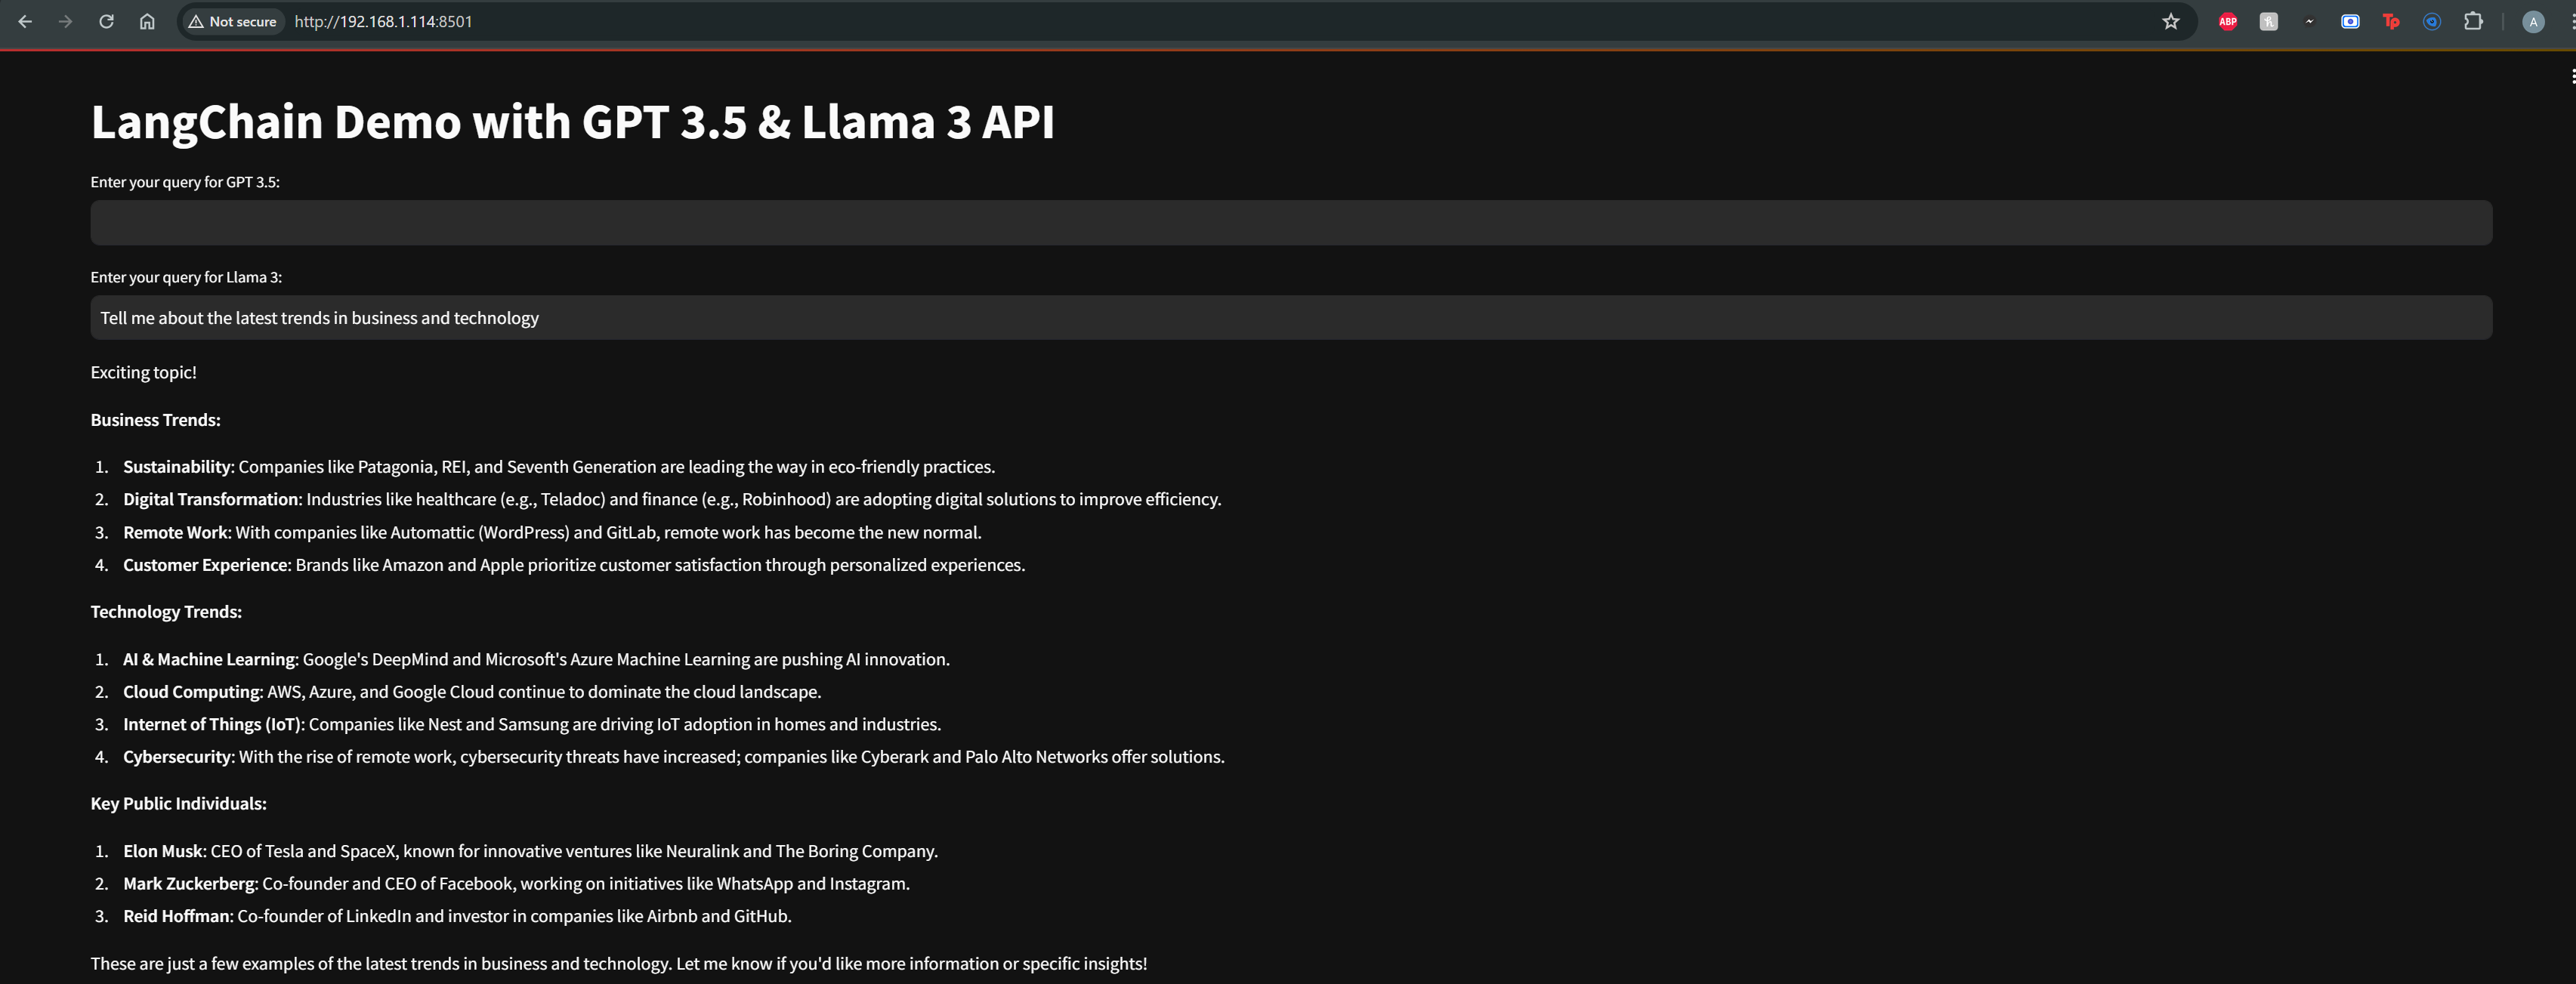 Not secure http://192.168.1.114:8501 ABP Tp A
LangChain Demo with GPT 3.5 & Llama 3 API
Enter your query for GPT 3.5:
Enter your query for Llama 3:
Tell me about the latest trends in business and technology
Exciting topic!
Business Trends:
1. Sustainability: Companies like Patagonia, REI, and Seventh Generation are leading the way in eco-friendly practices.
2. Digital Transformation: Industries like healthcare (e.g., Teladoc) and finance (e.g., Robinhood) are adopting digital solutions to improve efficiency.
3. Remote Work: With companies like Automattic (WordPress) and GitLab, remote work has become the new normal.
4. Customer Experience: Brands like Amazon and Apple prioritize customer satisfaction through personalized experiences.
Technology Trends:
1. AI & Machine Learning: Google's DeepMind and Microsoft's Azure Machine Learning are pushing AI innovation.
2. Cloud Computing: AWS, Azure, and Google Cloud continue to dominate the cloud landscape.
3. Internet of Things (IoT): Companies like Nest and Samsung are driving IoT adoption in homes and industries.
4. Cybersecurity: With the rise of remote work, cybersecurity threats have increased; companies like Cyberark and Palo Alto Networks offer solutions.
Key Public Individuals:
1. Elon Musk: CEO of Tesla and SpaceX, known for innovative ventures like Neuralink and The Boring Company.
2. Mark Zuckerberg: Co-founder and CEO of Facebook, working on initiatives like WhatsApp and Instagram.
3. Reid Hoffman: Co-founder of LinkedIn and investor in companies like Airbnb and GitHub.
These are just a few examples of the latest trends in business and technology. Let me know if you'd like more information or specific insights!